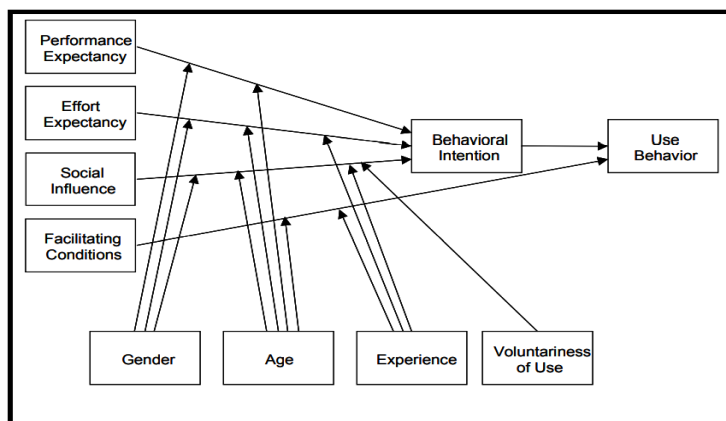 Performance
Expectancy
Effort
Expectancy
Social
Influence
Facilitating
Conditions
Behavioral
Intention
Use
Behavior
Gender
Age
Experience
Voluntariness
of Use